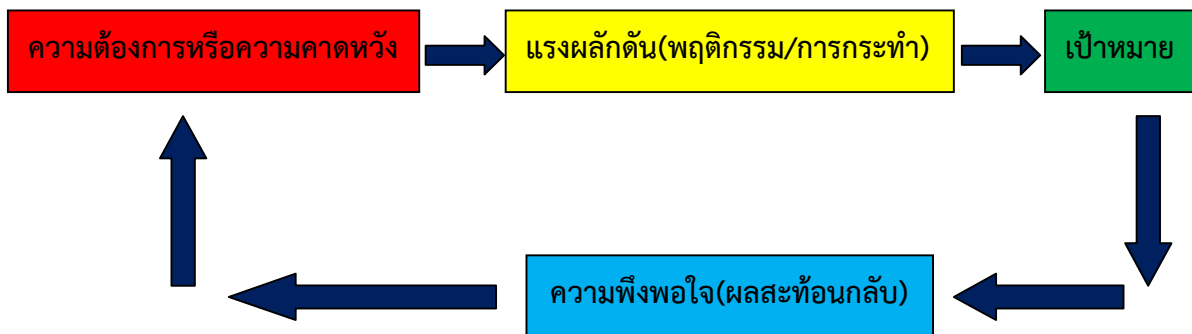 ความต้องการหรือความคาดหวัง
แรงผลักดัน(พฤติกรรม/การกระทำ)
เป้าหมาย
ความพึงพอใจ(ผลสะท้อนกลับ)